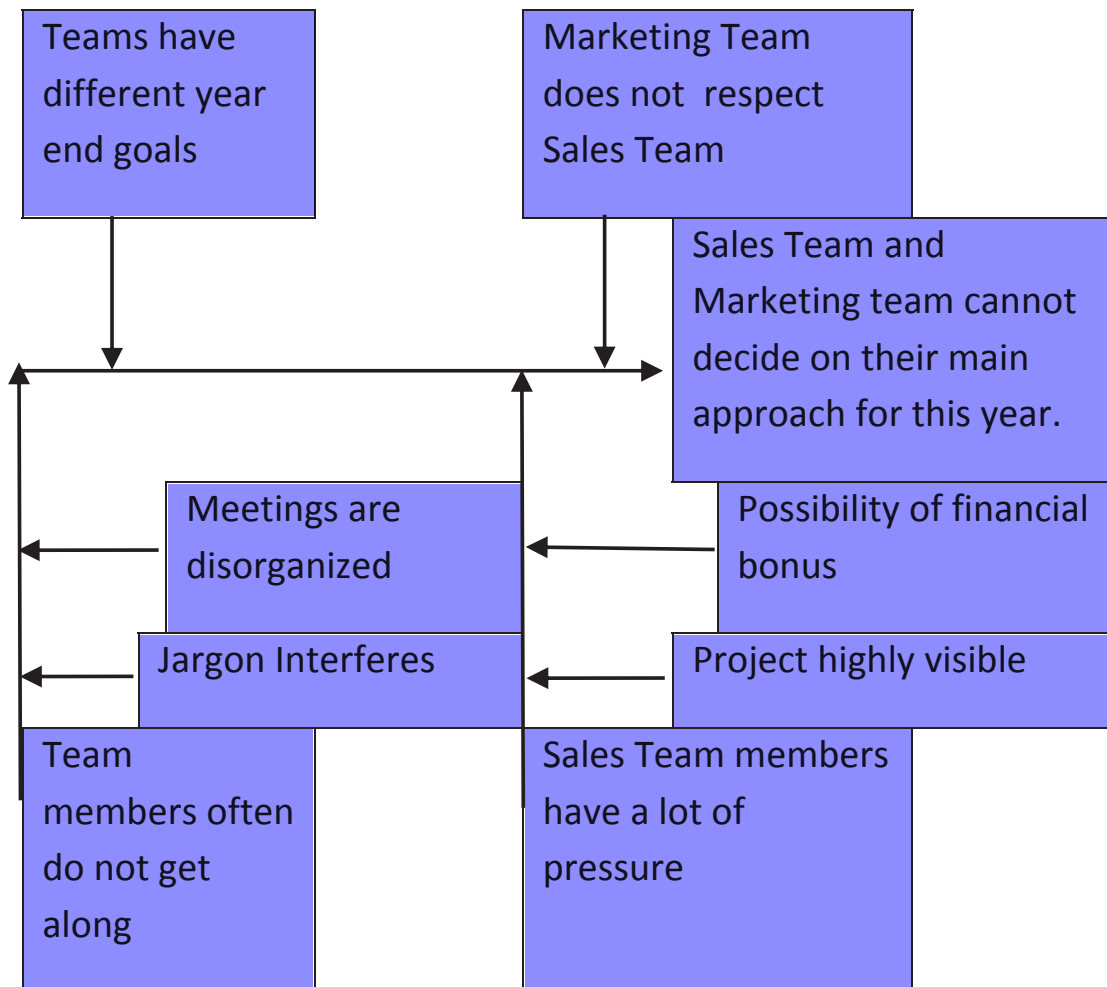 Teams have
different year
end goals
Marketing Team
does not  respect
Sales Team
Sales Team and
Marketing team cannot
decide on their main
approach for this year.
Meetings are
disorganized
Possibility of financial
bonus
Jargon Interferes
Project highly visible
Team
members often
do not get
along
Sales Team members
have a lot of
pressure